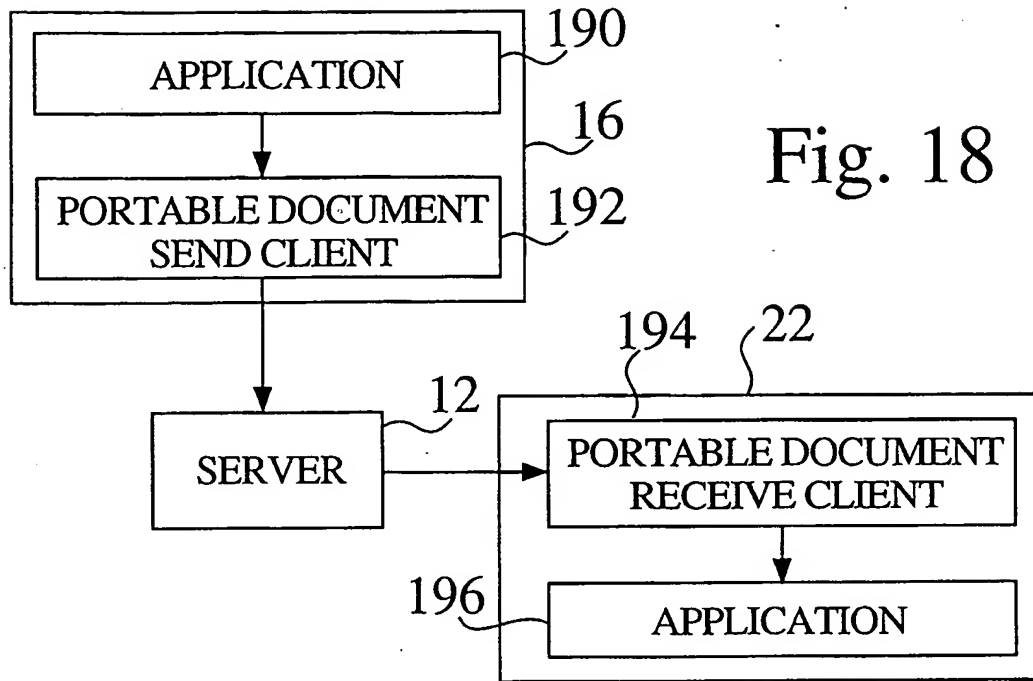 190
APPLICATION
16
Fig. 18
PORTABLE DOCUMENT
SEND CLIENT
192
194
22
12
SERVER
PORTABLE DOCUMENT
RECEIVE CLIENT
196
APPLICATION